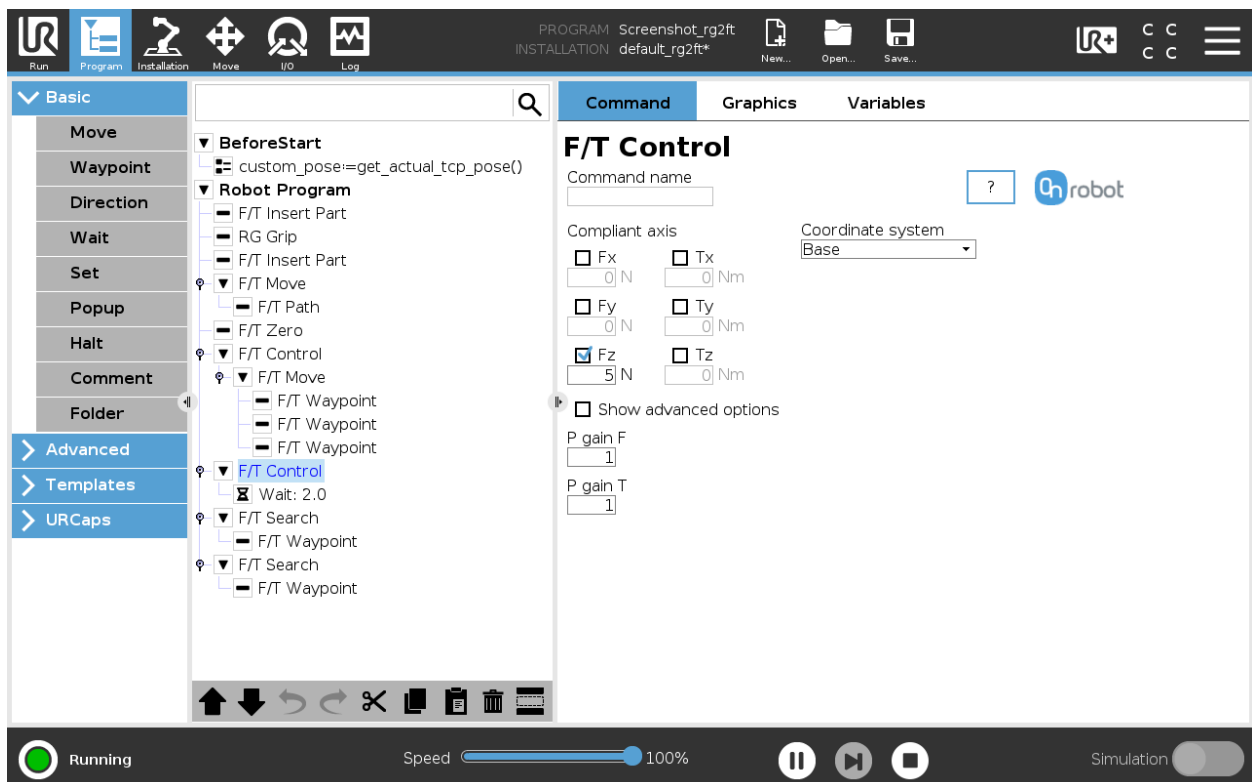 PROGRAM Screenshot_rg2ft
INSTALLATION default_rg2ft*
Run
Program
Installation
Move
I/O
Log
New...
Open...
Save...
UR+
C C
C C
Basic
Move
Waypoint
Direction
Wait
Set
Popup
Halt
Comment
Folder
Advanced
Templates
URCaps
BeforeStart
custom_pose:=get_actual_tcp_pose()
Robot Program
F/T Insert Part
RG Grip
F/T Insert Part
F/T Move
F/T Path
F/T Zero
F/T Control
F/T Move
F/T Waypoint
F/T Waypoint
F/T Waypoint
F/T Control
Wait: 2.0
F/T Search
F/T Waypoint
F/T Search
F/T Waypoint
Command Graphics Variables
F/T Control
Command name
?
On robot
Compliant axis
Coordinate system
Base
Fx Tx
0 N 0 Nm
Fy Ty
0 N 0 Nm
Fz Tz
5 N 0 Nm
Show advanced options
P gain F
1
P gain T
1
Running
Speed 100%
Simulation